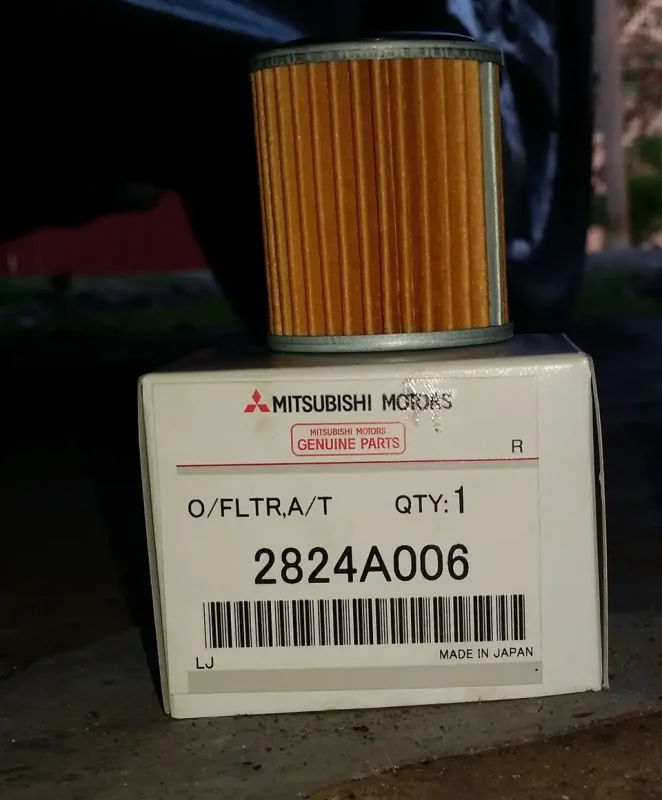 MITSUBISHI MOTORS
MITSUBISHI MOTORS
GENUINE PARTS
R
O/FLTR,A/T QTY:1
2824A006
LJ MADE IN JAPAN